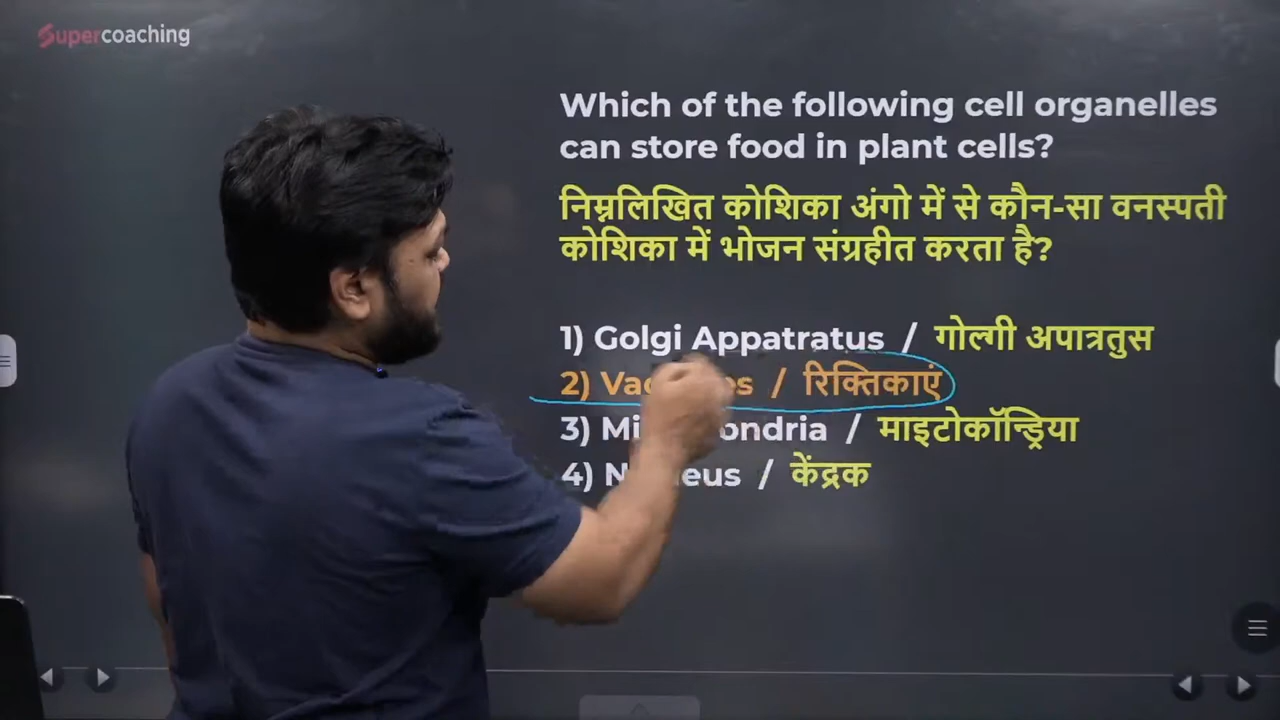 Supercoaching
Which of the following cell organelles
can store food in plant cells?
निम्नलिखित कोशिका अंगो में से कौन-सा वनस्पती
कोशिका में भोजन संग्रहीत करता है?
1) Golgi Appatratus / गोल्गी अपात्रतुस
2) / रिक्तिकाएं
3) / माइटोकॉन्ड्रिया
4) / केंद्रक